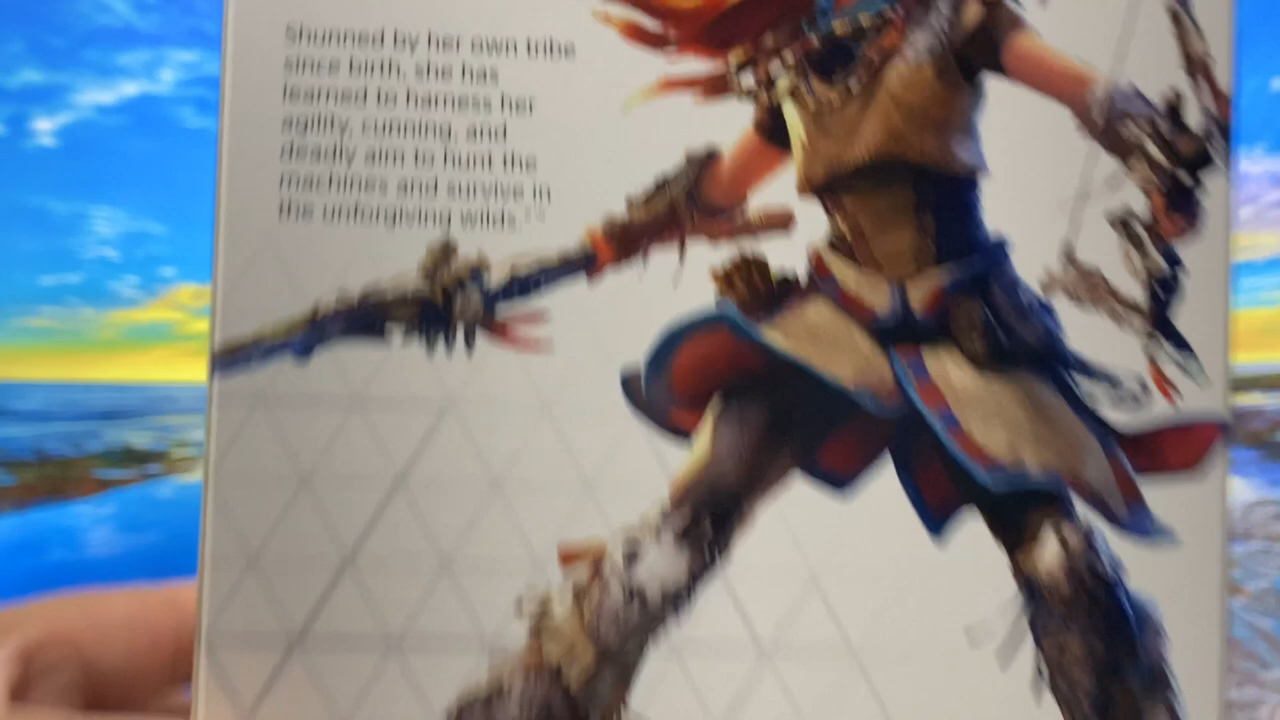 Shunned by her own tribe
since birth, she has
learned to harness her
agility, cunning, and
deadly aim to hunt the
machines and survive in
the unforgiving wilds.